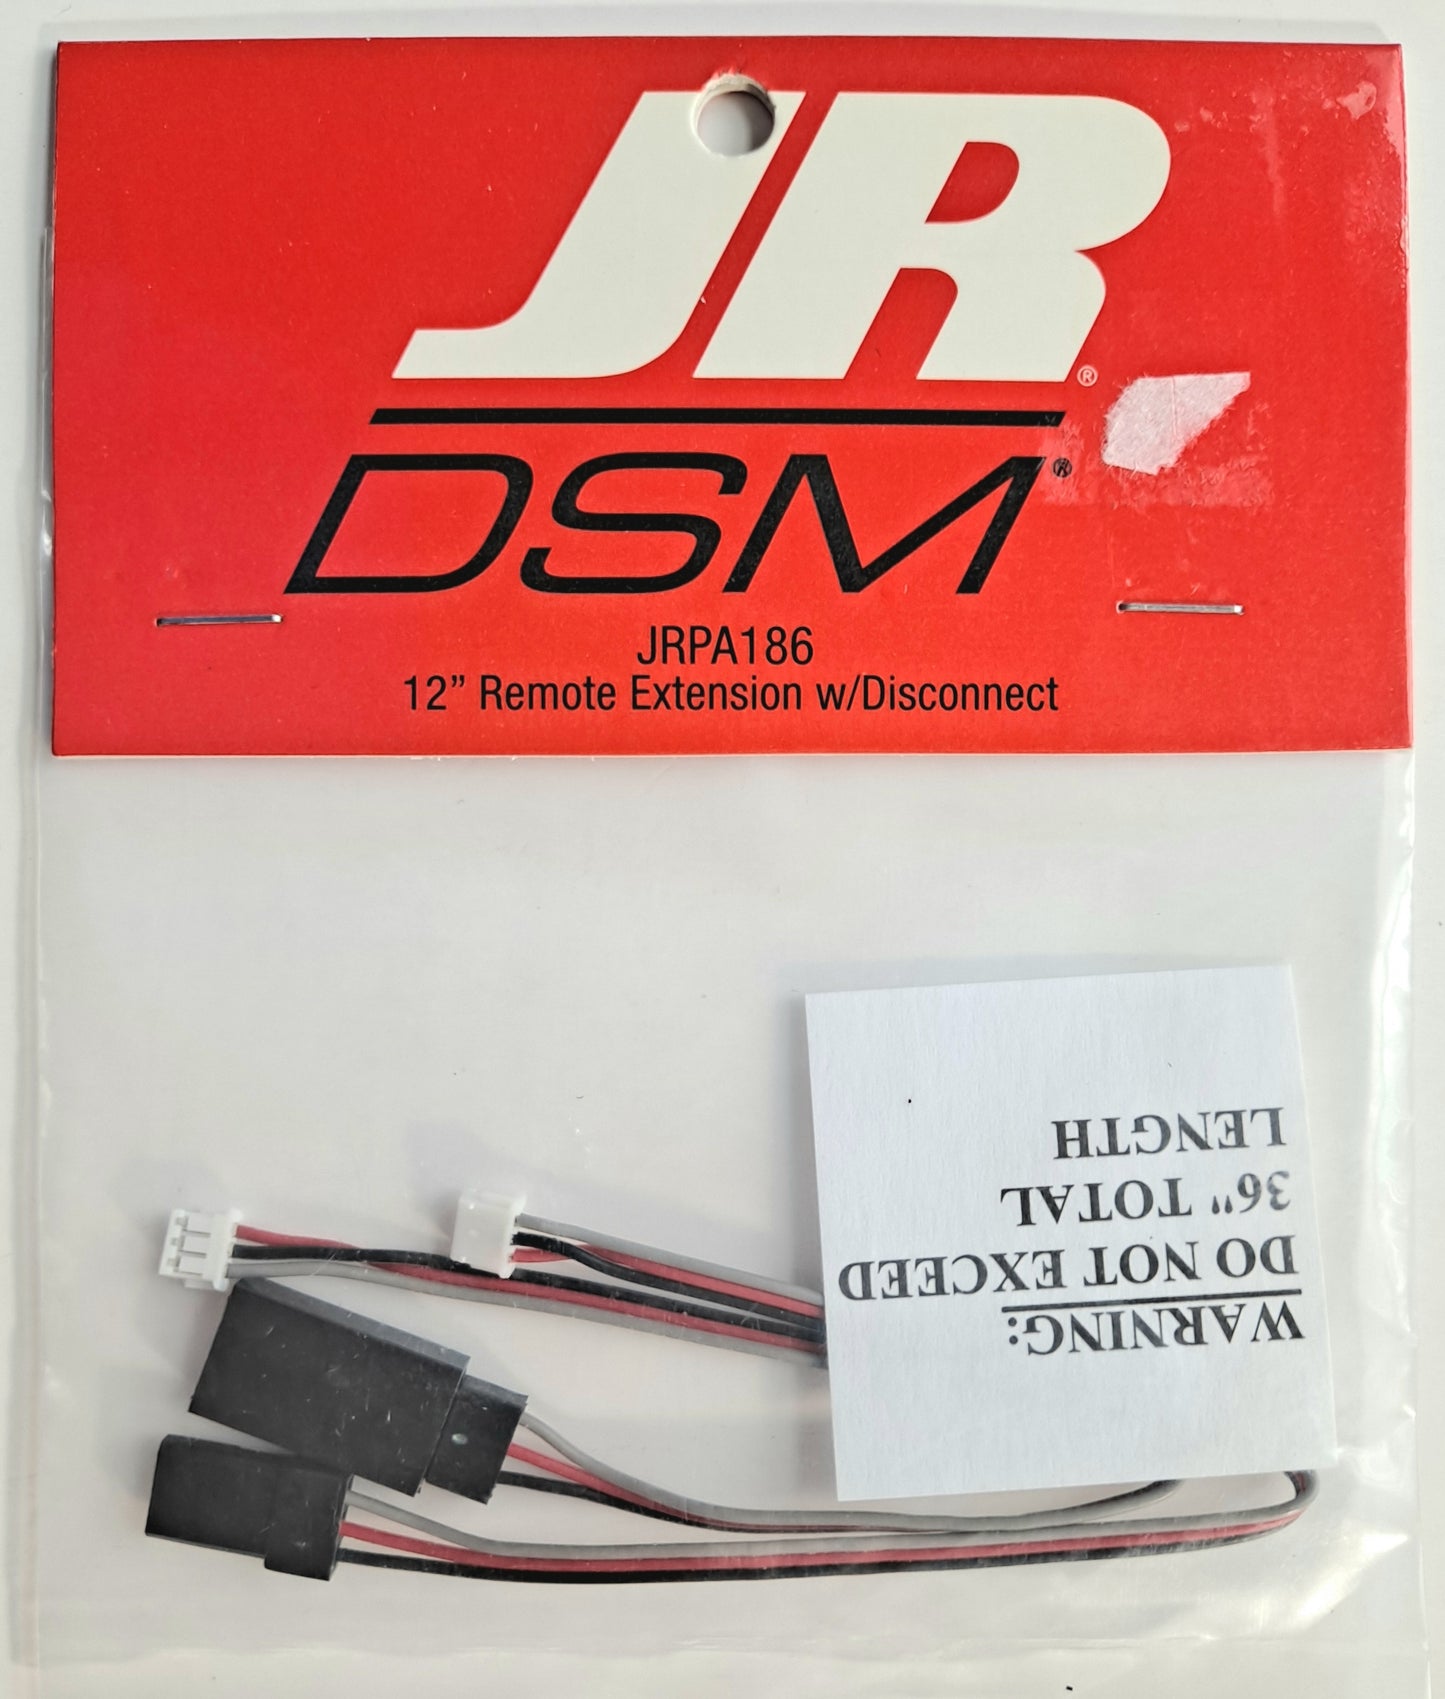 JR®
DSM®
JRPA186
12” Remote Extension w/Disconnect
WARNING:
DO NOT EXCEED
36" TOTAL
LENGTH